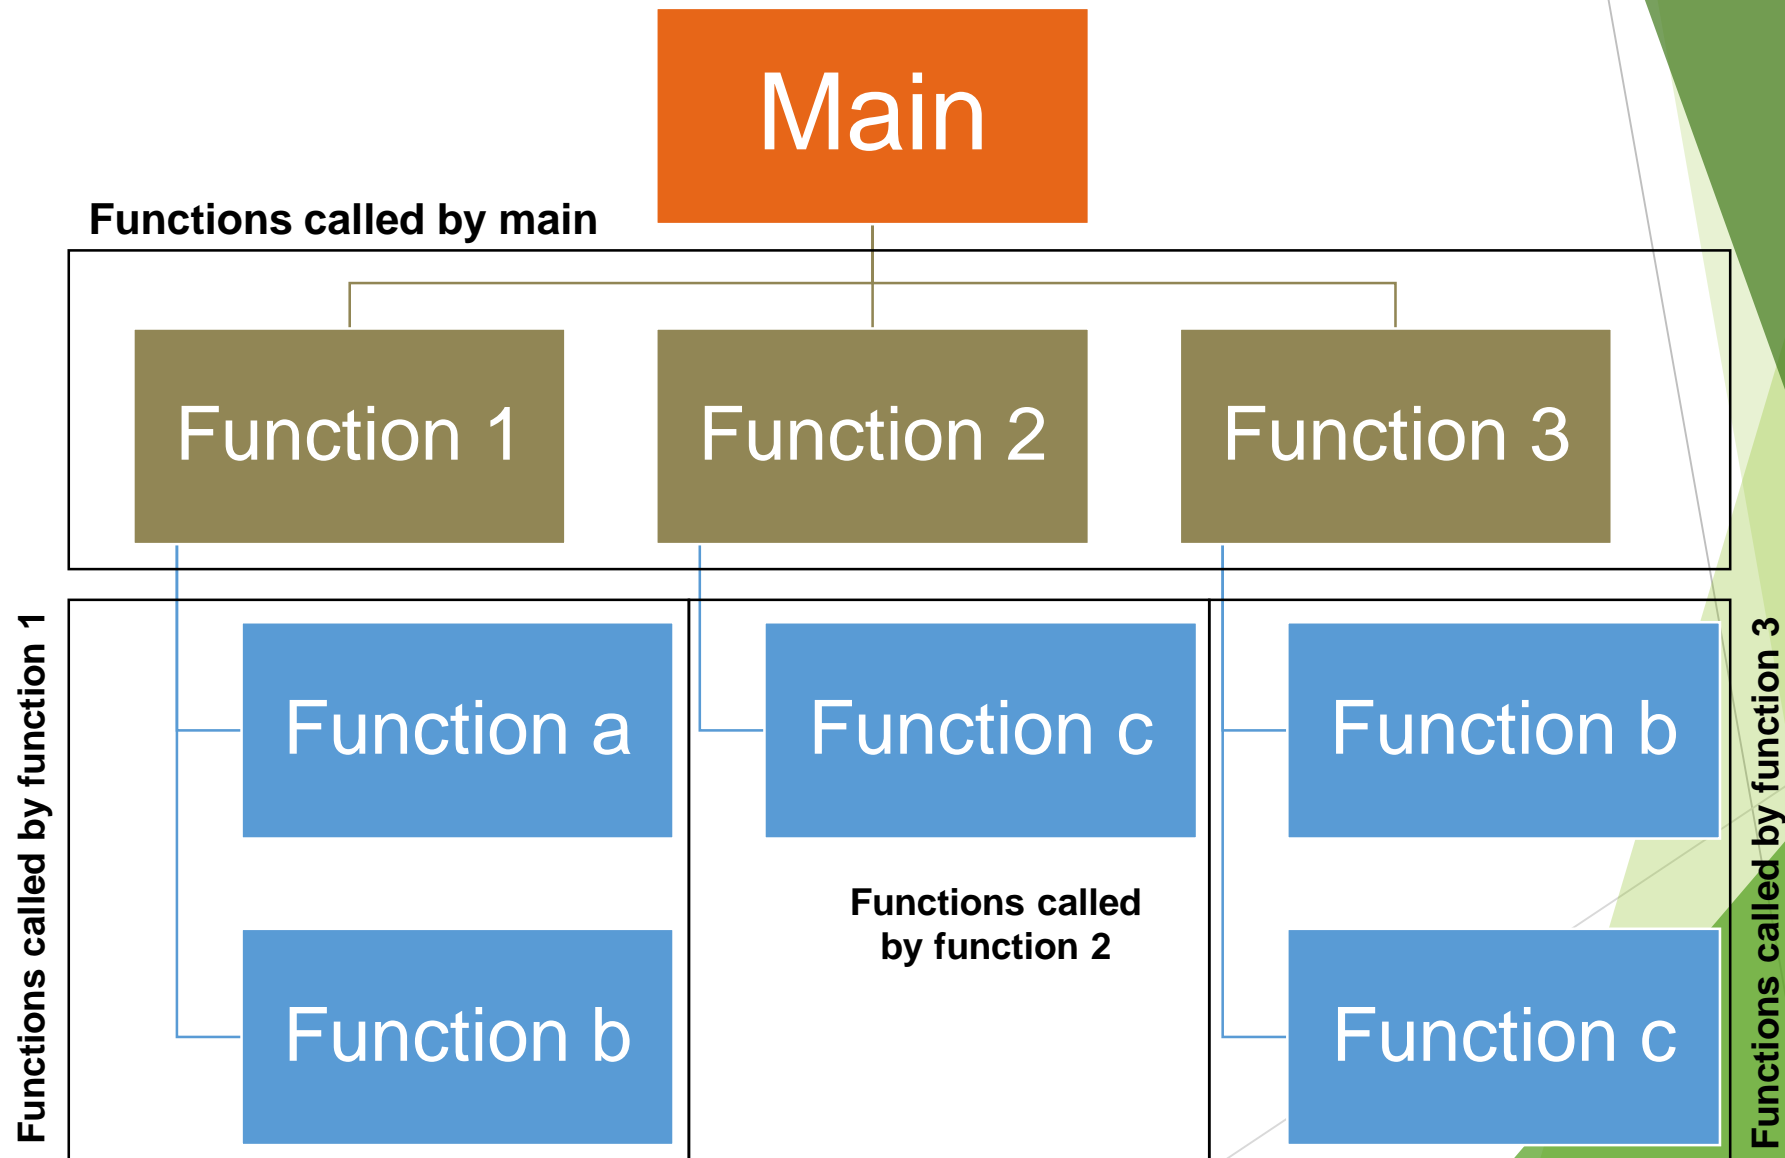 Main
Functions called by main
Function 1
Function 2
Function 3
Functions called by function 1
Function a
Function b
Function c
Functions called
by function 2
Function b
Function c
Functions called by function 3